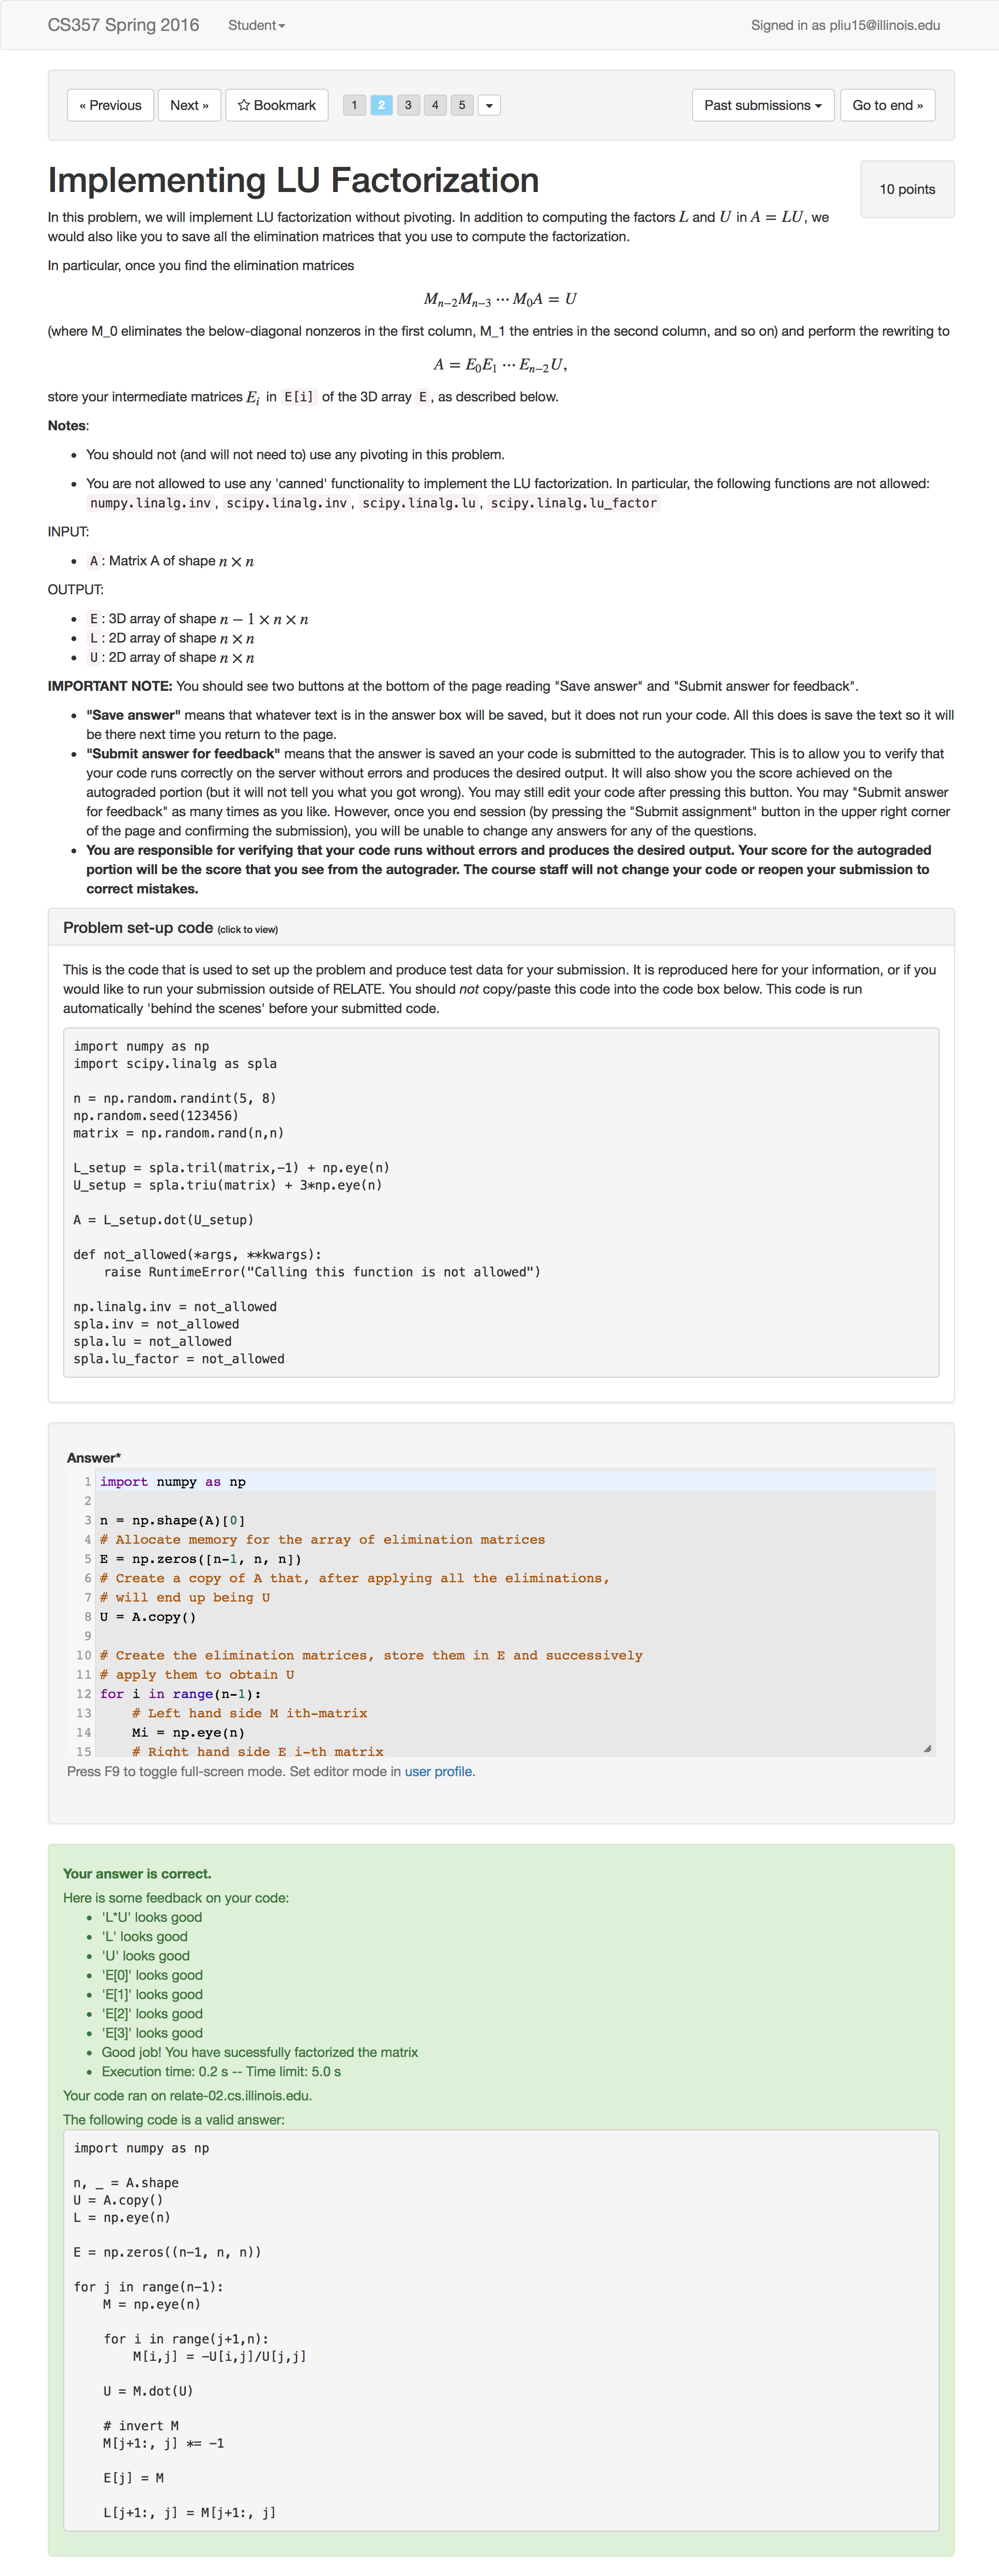 CS357 Spring 2016 Student Signed in as pliu15@illinois.edu
« Previous Next » Bookmark 1 2 3 4 5 Past submissions Go to end »
Implementing LU Factorization
10 points
In this problem, we will implement LU factorization without pivoting. In addition to computing the factors L and U in A = LU, we
would also like you to save all the elimination matrices that you use to compute the factorization.
In particular, once you find the elimination matrices
Mn−2Mn−3 ⋯ M0A = U
(where M_0 eliminates the below-diagonal nonzeros in the first column, M_1 the entries in the second column, and so on) and perform the rewriting to
A = E0E1 ⋯ En−2U,
store your intermediate matrices Ei in E[i] of the 3D array E, as described below.
Notes:
• You should not (and will not need to) use any pivoting in this problem.
• You are not allowed to use any 'canned' functionality to implement the LU factorization. In particular, the following functions are not allowed:
numpy.linalg.inv, scipy.linalg.inv, scipy.linalg.lu, scipy.linalg.lu_factor
INPUT:
• A: Matrix A of shape n × n
OUTPUT:
• E: 3D array of shape n − 1 × n × n
• L: 2D array of shape n × n
• U: 2D array of shape n × n
IMPORTANT NOTE: You should see two buttons at the bottom of the page reading "Save answer" and "Submit answer for feedback".
• "Save answer" means that whatever text is in the answer box will be saved, but it does not run your code. All this does is save the text so it will
be there next time you return to the page.
• "Submit answer for feedback" means that the answer is saved an your code is submitted to the autograder. This is to allow you to verify that
your code runs correctly on the server without errors and produces the desired output. It will also show you the score achieved on the
autograded portion (but it will not tell you what you got wrong). You may still edit your code after pressing this button. You may "Submit answer
for feedback" as many times as you like. However, once you end session (by pressing the "Submit assignment" button in the upper right corner
of the page and confirming the submission), you will be unable to change any answers for any of the questions.
• You are responsible for verifying that your code runs without errors and produces the desired output. Your score for the autograded
portion will be the score that you see from the autograder. The course staff will not change your code or reopen your submission to
correct mistakes.
Problem set-up code (click to view)
This is the code that is used to set up the problem and produce test data for your submission. It is reproduced here for your information, or if you
would like to run your submission outside of RELATE. You should not copy/paste this code into the code box below. This code is run
automatically 'behind the scenes' before your submitted code.
import numpy as np
import scipy.linalg as spla
n = np.random.randint(5, 8)
np.random.seed(123456)
matrix = np.random.rand(n,n)
L_setup = spla.tril(matrix,-1) + np.eye(n)
U_setup = spla.triu(matrix) + 3*np.eye(n)
A = L_setup.dot(U_setup)
def not_allowed(*args, **kwargs):
    raise RuntimeError("Calling this function is not allowed")
np.linalg.inv = not_allowed
spla.inv = not_allowed
spla.lu = not_allowed
spla.lu_factor = not_allowed
Answer*
1 import numpy as np
2
3 n = np.shape(A)[0]
4 # Allocate memory for the array of elimination matrices
5 E = np.zeros([n-1, n, n])
6 # Create a copy of A that, after applying all the eliminations,
7 # will end up being U
8 U = A.copy()
9
10 # Create the elimination matrices, store them in E and successively
11 # apply them to obtain U
12 for i in range(n-1):
13     # Left hand side M ith-matrix
14     Mi = np.eye(n)
15     # Right hand side E i-th matrix
Press F9 to toggle full-screen mode. Set editor mode in user profile.
Your answer is correct.
Here is some feedback on your code:
• 'L*U' looks good
• 'L' looks good
• 'U' looks good
• 'E[0]' looks good
• 'E[1]' looks good
• 'E[2]' looks good
• 'E[3]' looks good
• Good job! You have sucessfully factorized the matrix
• Execution time: 0.2 s -- Time limit: 5.0 s
Your code ran on relate-02.cs.illinois.edu.
The following code is a valid answer:
import numpy as np
n, _ = A.shape
U = A.copy()
L = np.eye(n)
E = np.zeros((n-1, n, n))
for j in range(n-1):
    M = np.eye(n)
    for i in range(j+1,n):
        M[i,j] = -U[i,j]/U[j,j]
    U = M.dot(U)
    # invert M
    M[j+1:, j] *= -1
    E[j] = M
    L[j+1:, j] = M[j+1:, j]